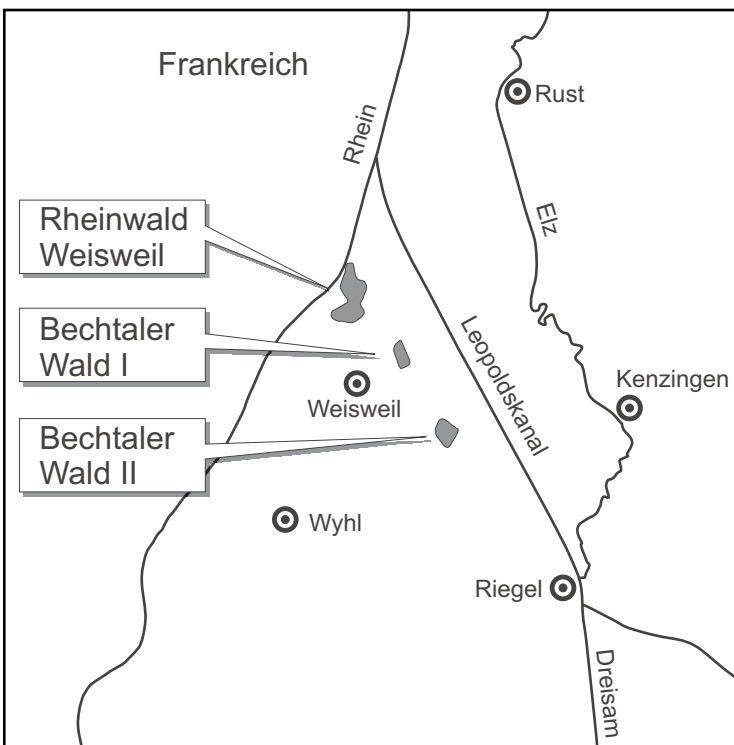 Frankreich
Rhein
Rust
Elz
Rheinwald
Weisweil
Bechtaler
Wald I
Leopoldskanal
Kenzingen
Weisweil
Bechtaler
Wald II
Wyhl
Riegel
Dreisam